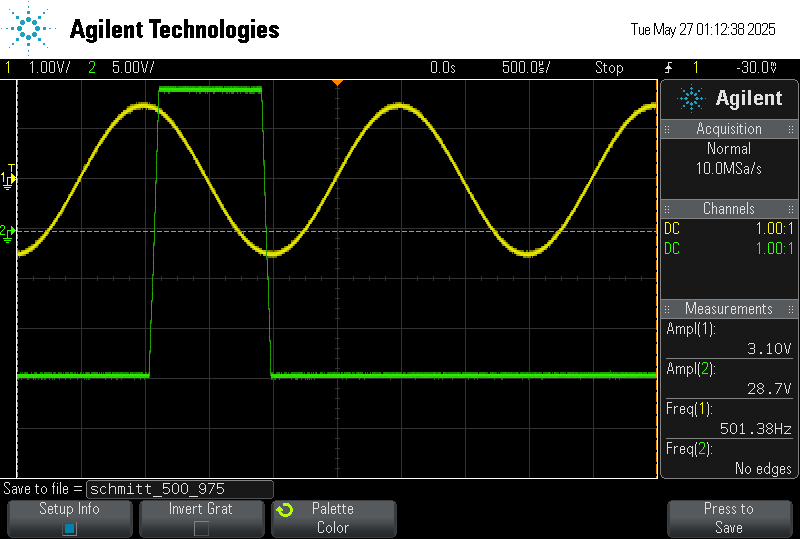 Agilent Technologies
Tue May 27 01:12:38 2025
1 1.00V/ 2 5.00V/ 0.0s 500.0µs/ Stop 1 -30.0V
T
1
2
Agilent
Acquisition
Normal
10.0MSa/s
Channels
DC 1.00:1
DC 1.00:1
Measurements
Ampl(1):
3.10V
Ampl(2):
28.7V
Freq(1):
501.38Hz
Freq(2):
No edges
Save to file = schmitt_500_975
Setup Info
Invert Grat
Palette
Color
Press to
Save